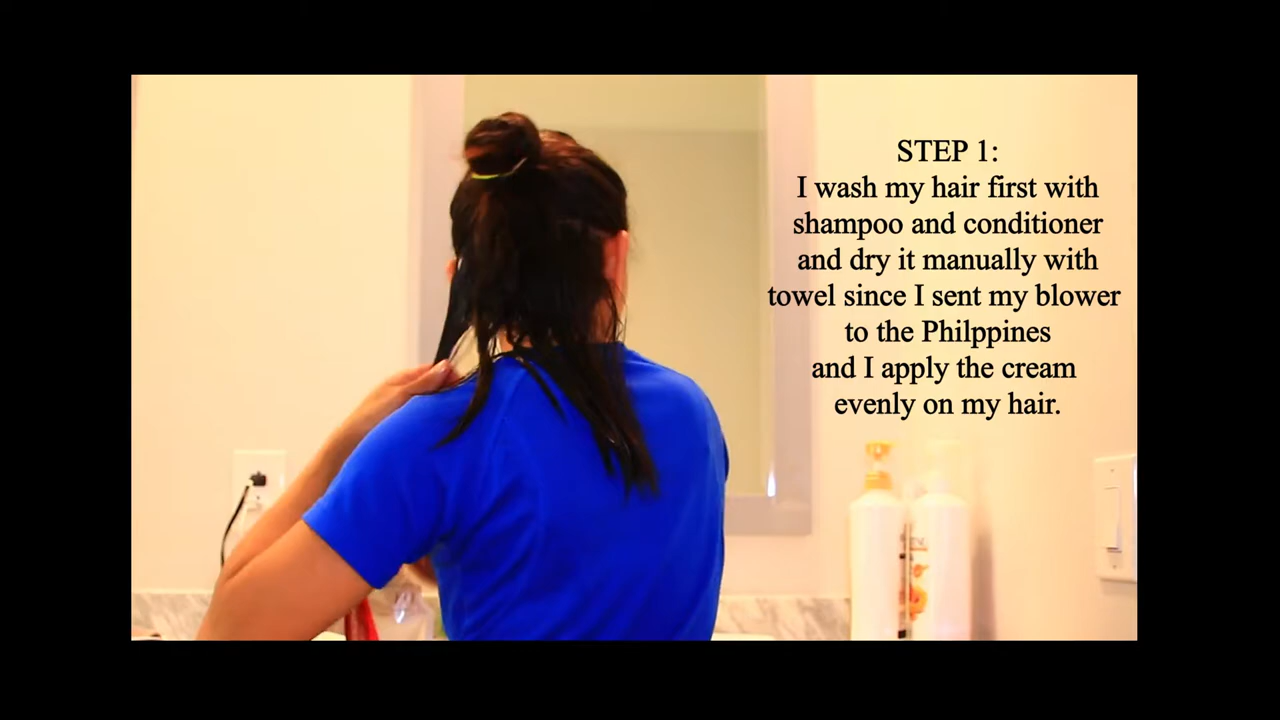 STEP 1:
I wash my hair first with
shampoo and conditioner
and dry it manually with
towel since I sent my blower
to the Philppines
and I apply the cream
evenly on my hair.